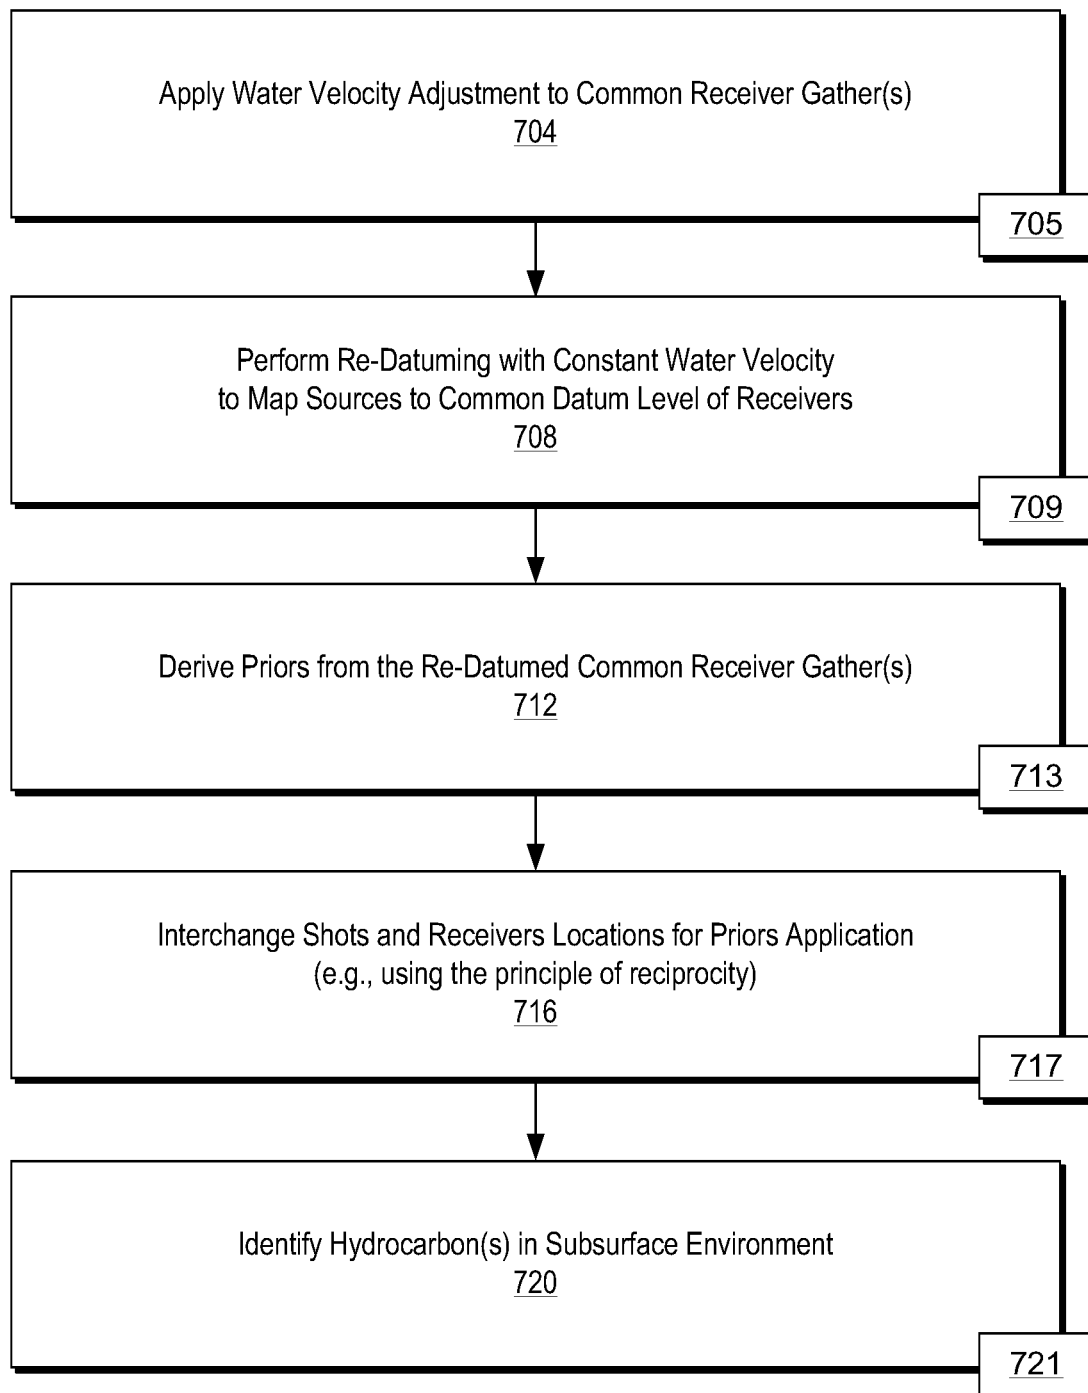 Apply Water Velocity Adjustment to Common Receiver Gather(s)
704
705
Perform Re-Datuming with Constant Water Velocity
to Map Sources to Common Datum Level of Receivers
708
709
Derive Priors from the Re-Datumed Common Receiver Gather(s)
712
713
Interchange Shots and Receivers Locations for Priors Application
(e.g., using the principle of reciprocity)
716
717
Identify Hydrocarbon(s) in Subsurface Environment
720
721